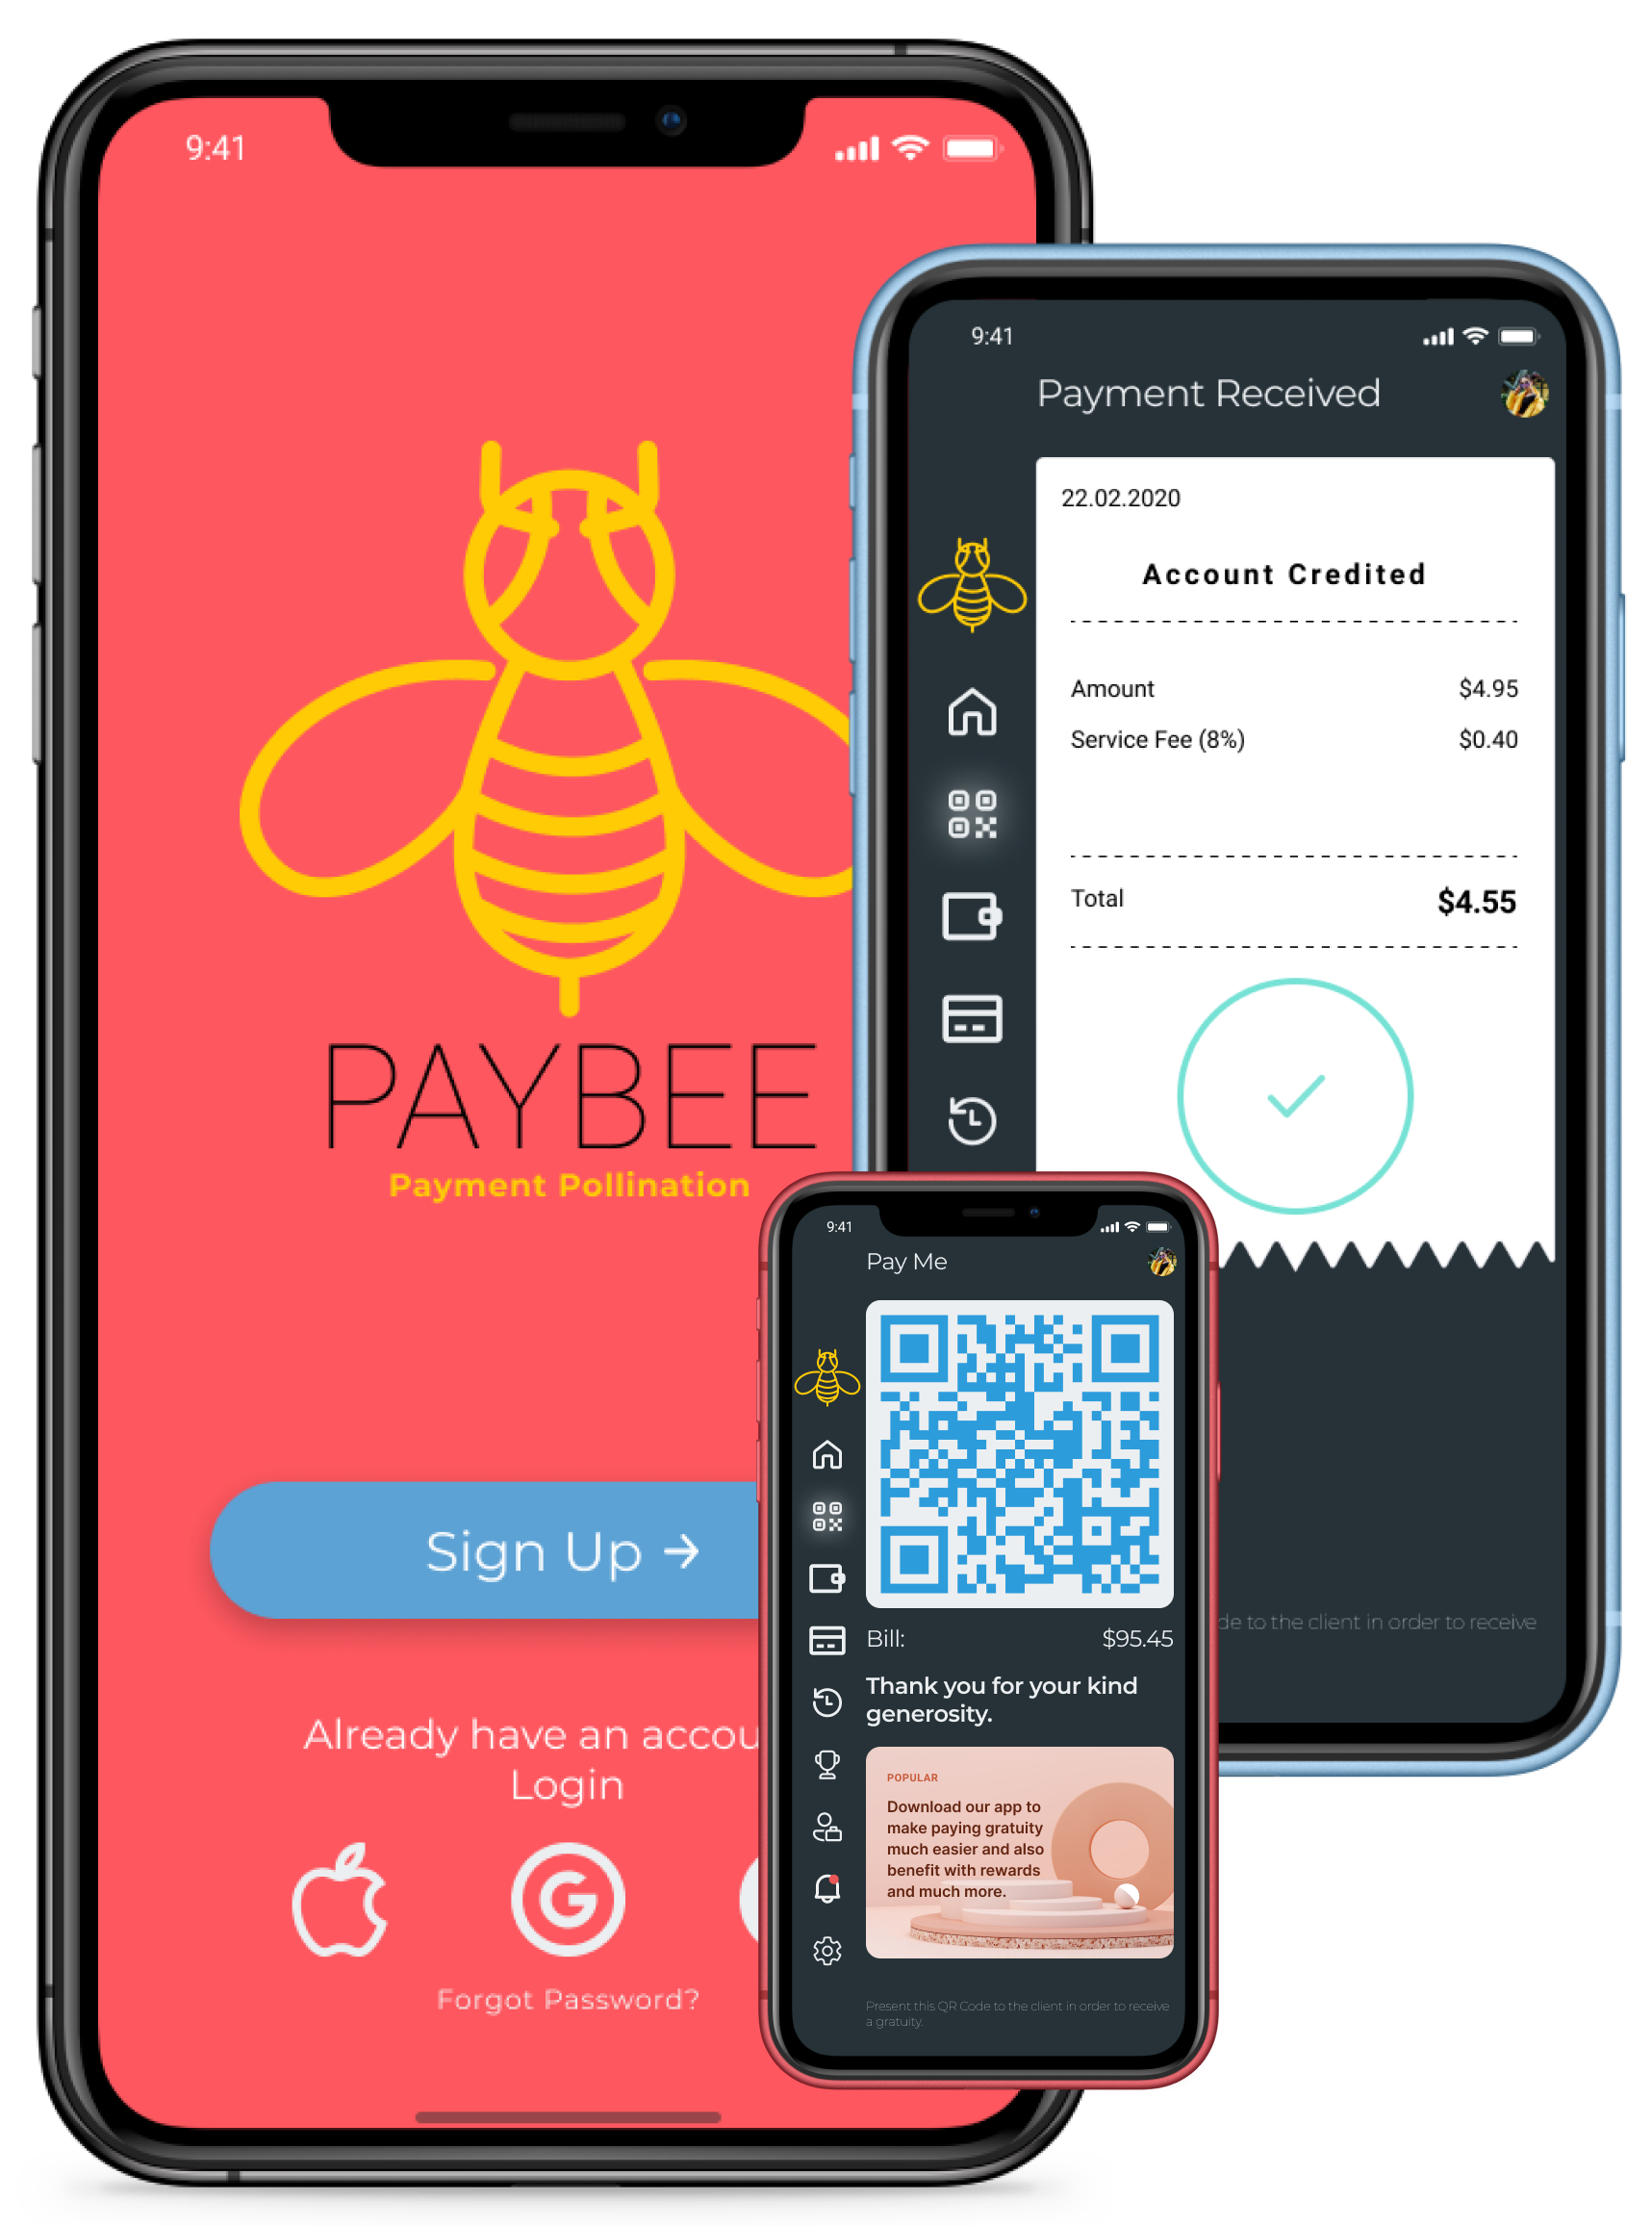 9:41
PAYBEE
Payment Pollination
Sign Up →
Already have an accou
Login
Forgot Password?
9:41
Payment Received
22.02.2020
Account Credited
Amount $4.95
Service Fee (8%) $0.40
Total $4.55
to the client in order to receive
9:41
Pay Me
Bill: $95.45
Thank you for your kind
generosity.
POPULAR
Download our app to
make paying gratuity
much easier and also
benefit with rewards
and much more.
Present this QR Code to the client in order to receive
a gratuity.